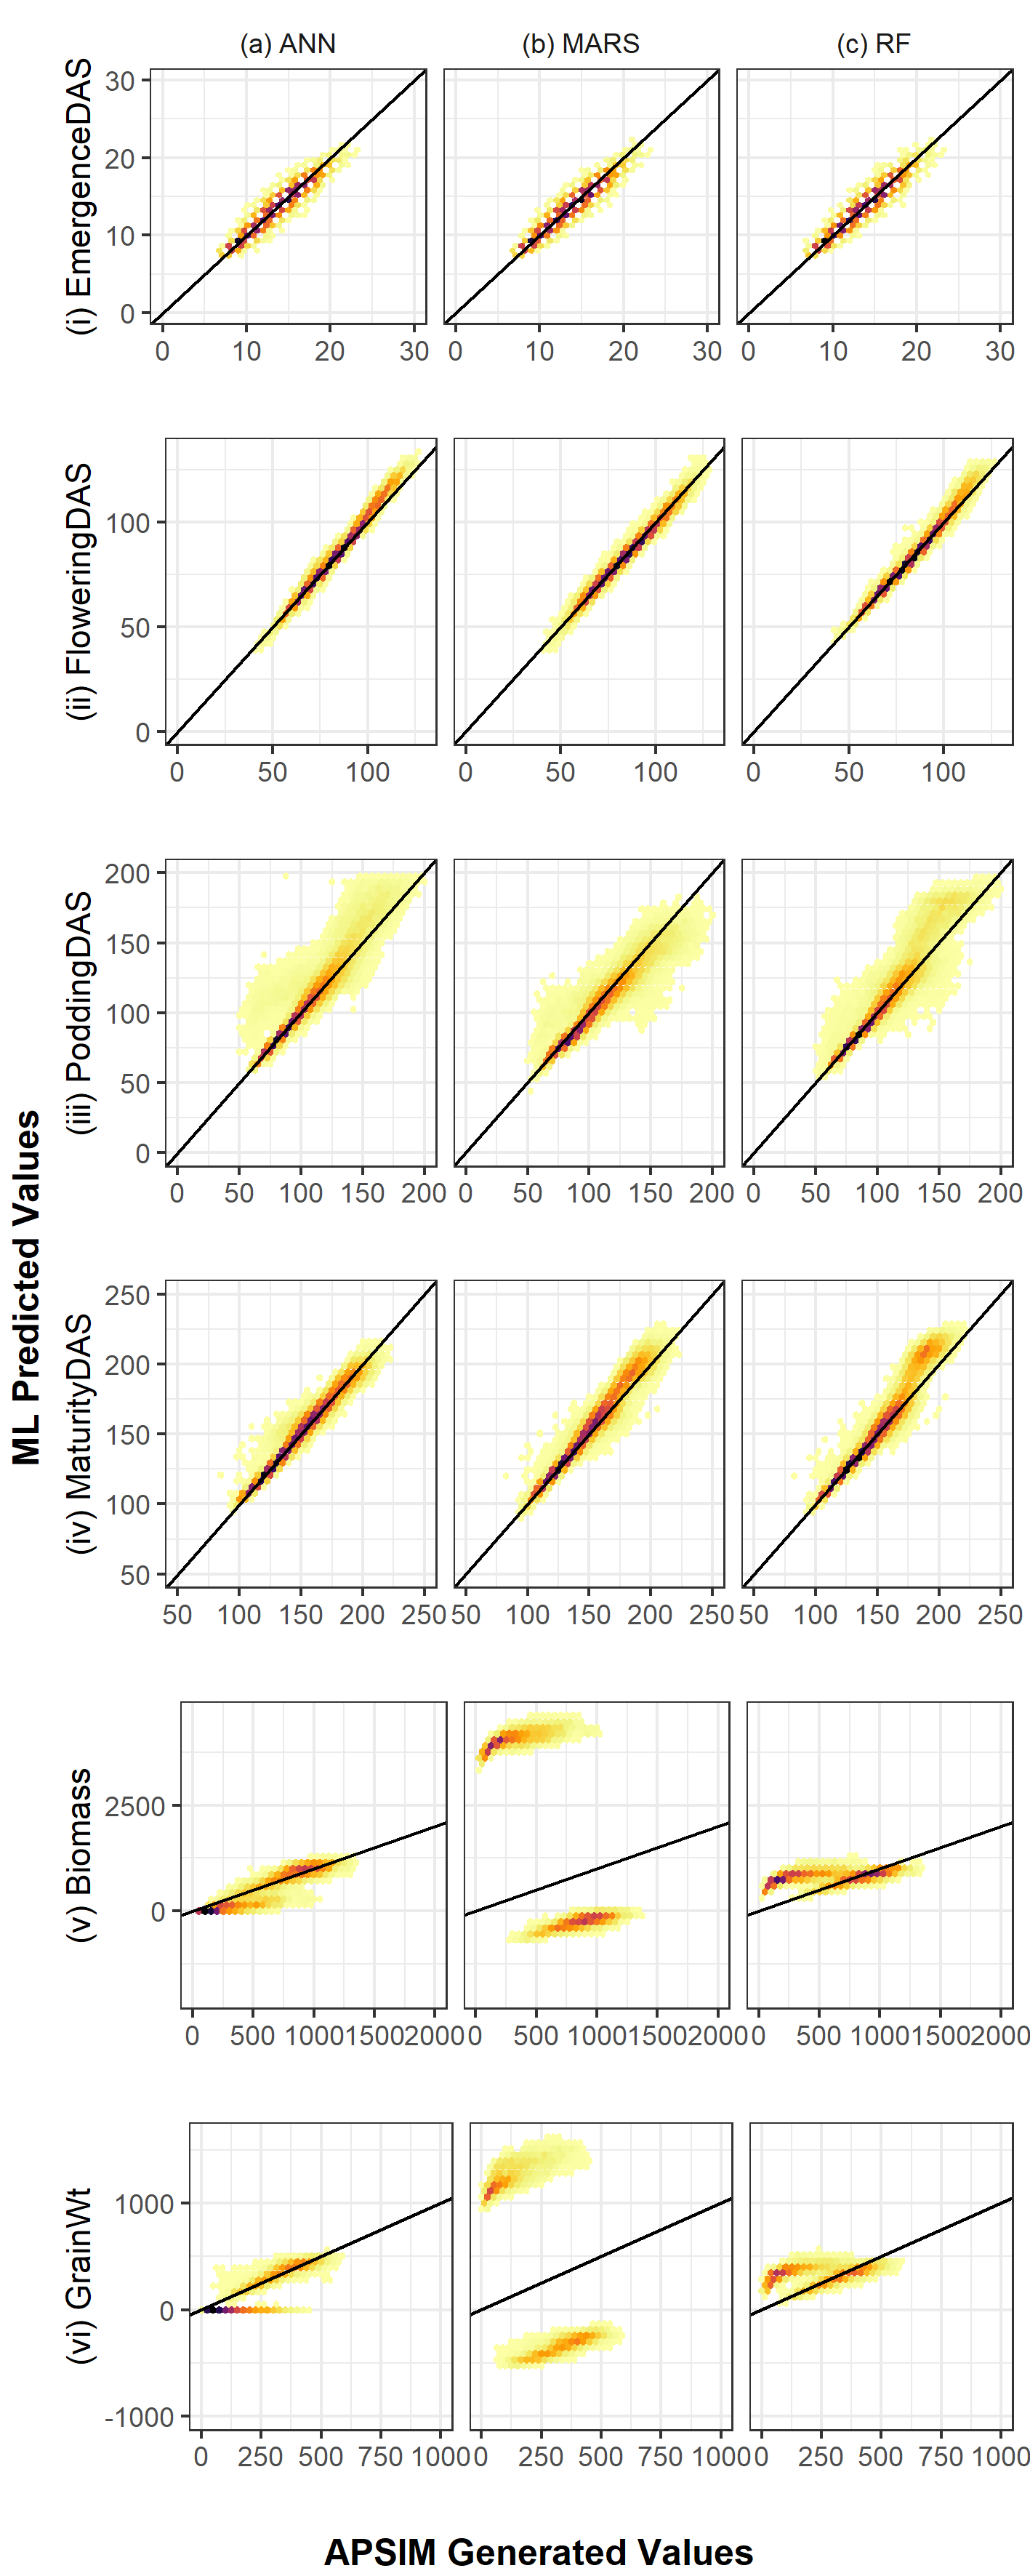 (a) ANN (b) MARS (c) RF
(i) EmergenceDAS
30
20
10
0
0 10 20 30 0 10 20 30 0 10 20 30
(ii) FloweringDAS
100
50
0
0 50 100 0 50 100 0 50 100
(iii) PoddingDAS
200
150
100
50
0
0 50 100 150 200 0 50 100 150 200 0 50 100 150 200
ML Predicted Values
(iv) MaturityDAS
250
200
150
100
50
50 100 150 200 250 50 100 150 200 250 50 100 150 200 250
(v) Biomass
2500
0
0 500 1000 1500 2000 0 500 1000 1500 2000 0 500 1000 1500 2000
(vi) GrainWt
1000
0
-1000
0 250 500 750 1000 0 250 500 750 1000 0 250 500 750 1000
APSIM Generated Values